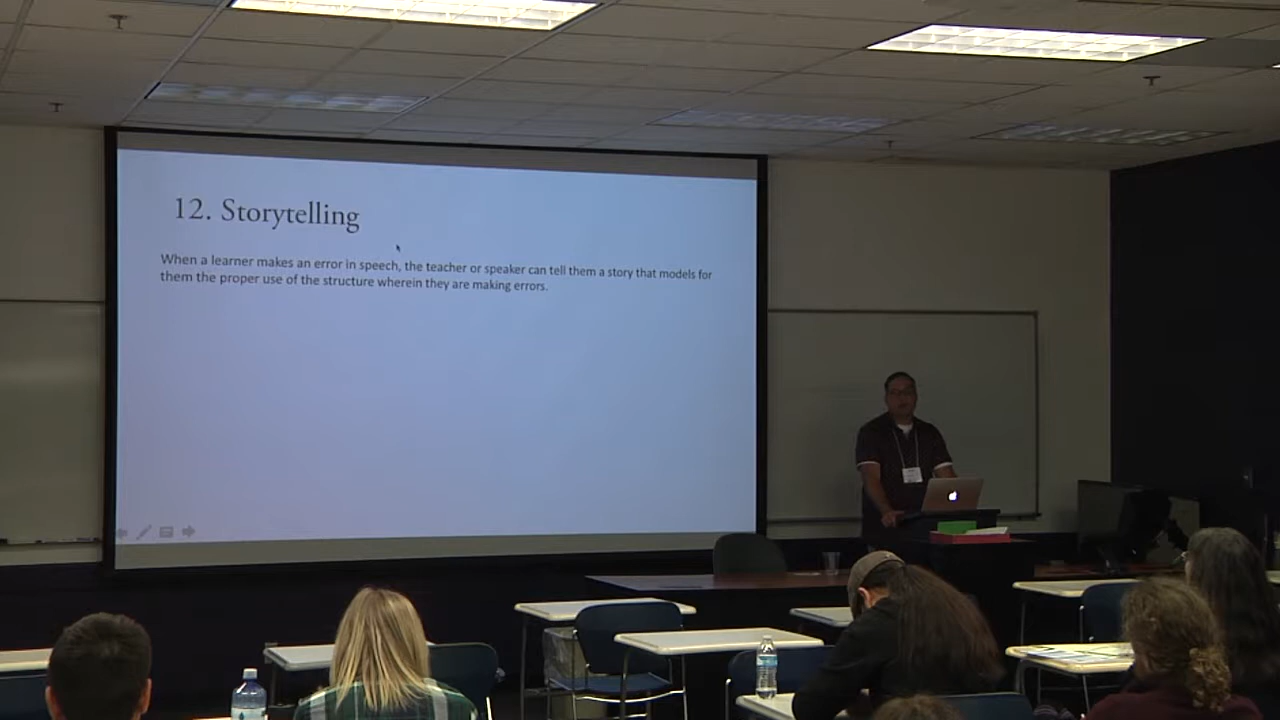 12. Storytelling
When a learner makes an error in speech, the teacher or speaker can tell them a story that models for
them the proper use of the structure wherein they are making errors.